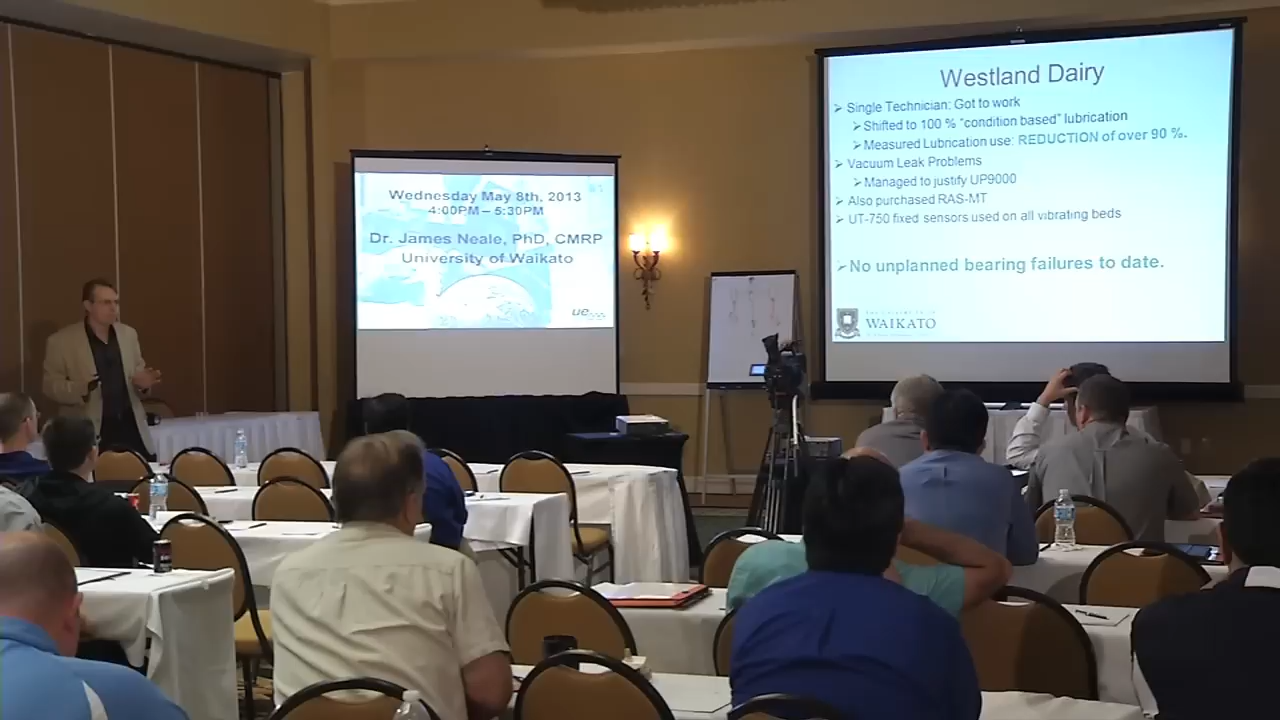 Wednesday May 8th, 2013
4:00PM – 5:30PM
Dr. James Neale, PhD, CMRP
University of Waikato
ue
Westland Dairy
➢ Single Technician: Got to work
➢ Shifted to 100 % "condition based" lubrication
➢ Measured Lubrication use: REDUCTION of over 90 %.
➢ Vacuum Leak Problems
➢ Managed to justify UP9000
➢ Also purchased RAS-MT
➢ UT-750 fixed sensors used on all vibrating beds
➢ No unplanned bearing failures to date.
WAIKATO